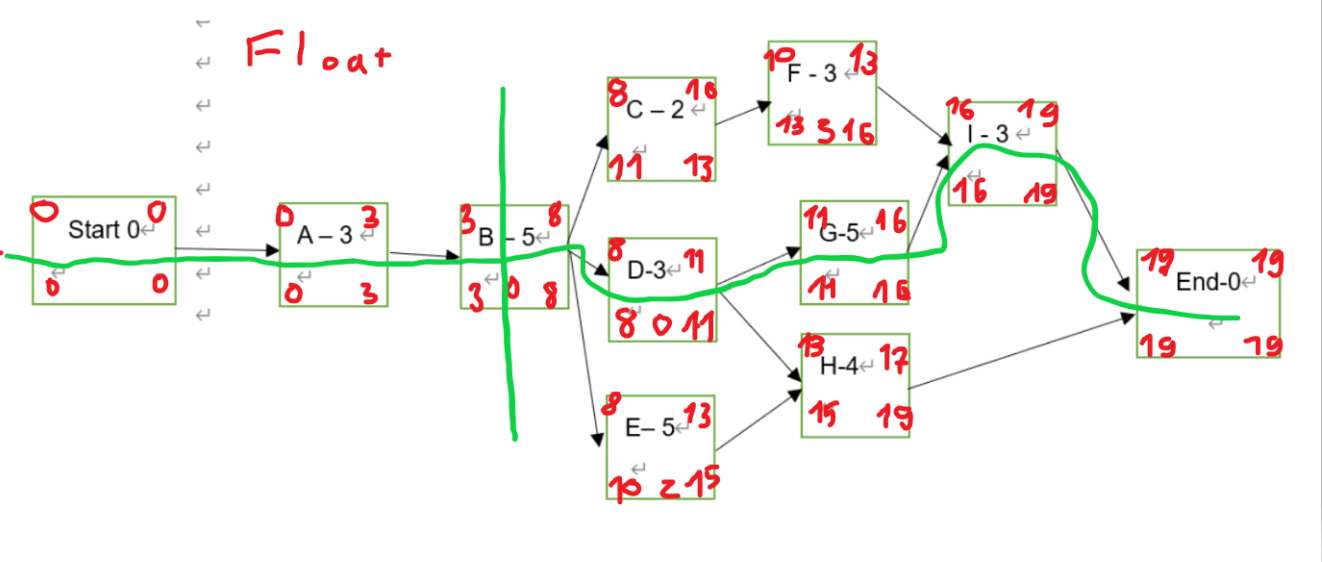 Float
0 0
Start 0
0 0
0 3
A – 3
0 3
3 8
B – 5
3 0 8
8 10
C – 2
11 13
8
D-3 11
8 0 11
8 13
E– 5
10 2 15
10 13
F - 3
13 3 16
11 16
G-5
11 16
13 17
H-4
15 19
16 19
I - 3
16 19
19 19
End-0
19 19